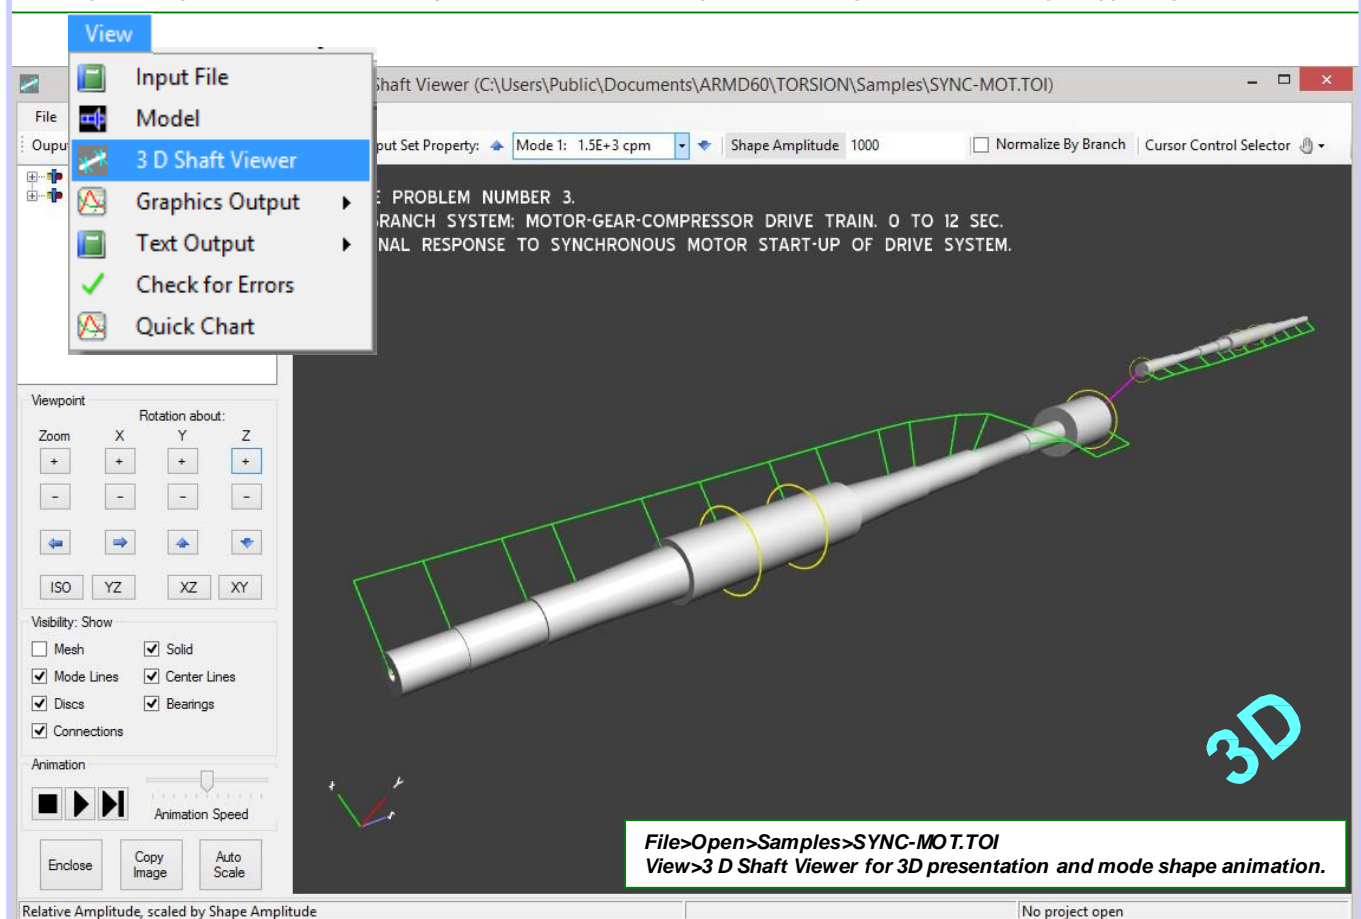 View
Input File
Model
3 D Shaft Viewer
Graphics Output
Text Output
Check for Errors
Quick Chart
Shaft Viewer (C:\Users\Public\Documents\ARMD60\TORSION\Samples\SYNC-MOT.TOI)
File
Oupu
put Set Property:
Mode 1: 1.5E+3 cpm
Shape Amplitude
1000
Normalize By Branch
Cursor Control Selector
E PROBLEM NUMBER 3.
RANCH SYSTEM: MOTOR-GEAR-COMPRESSOR DRIVE TRAIN. 0 TO 12 SEC.
NAL RESPONSE TO SYNCHRONOUS MOTOR START-UP OF DRIVE SYSTEM.
Viewpoint
Rotation about:
Zoom X Y Z
+ + + +
- - - -
ISO YZ XZ XY
Visibility: Show
Mesh
Solid
Mode Lines
Center Lines
Discs
Bearings
Connections
Animation
Animation Speed
Enclose
Copy
Image
Auto
Scale
3D
File>Open>Samples>SYNC-MOT.TOI
View>3 D Shaft Viewer for 3D presentation and mode shape animation.
Relative Amplitude, scaled by Shape Amplitude
No project open